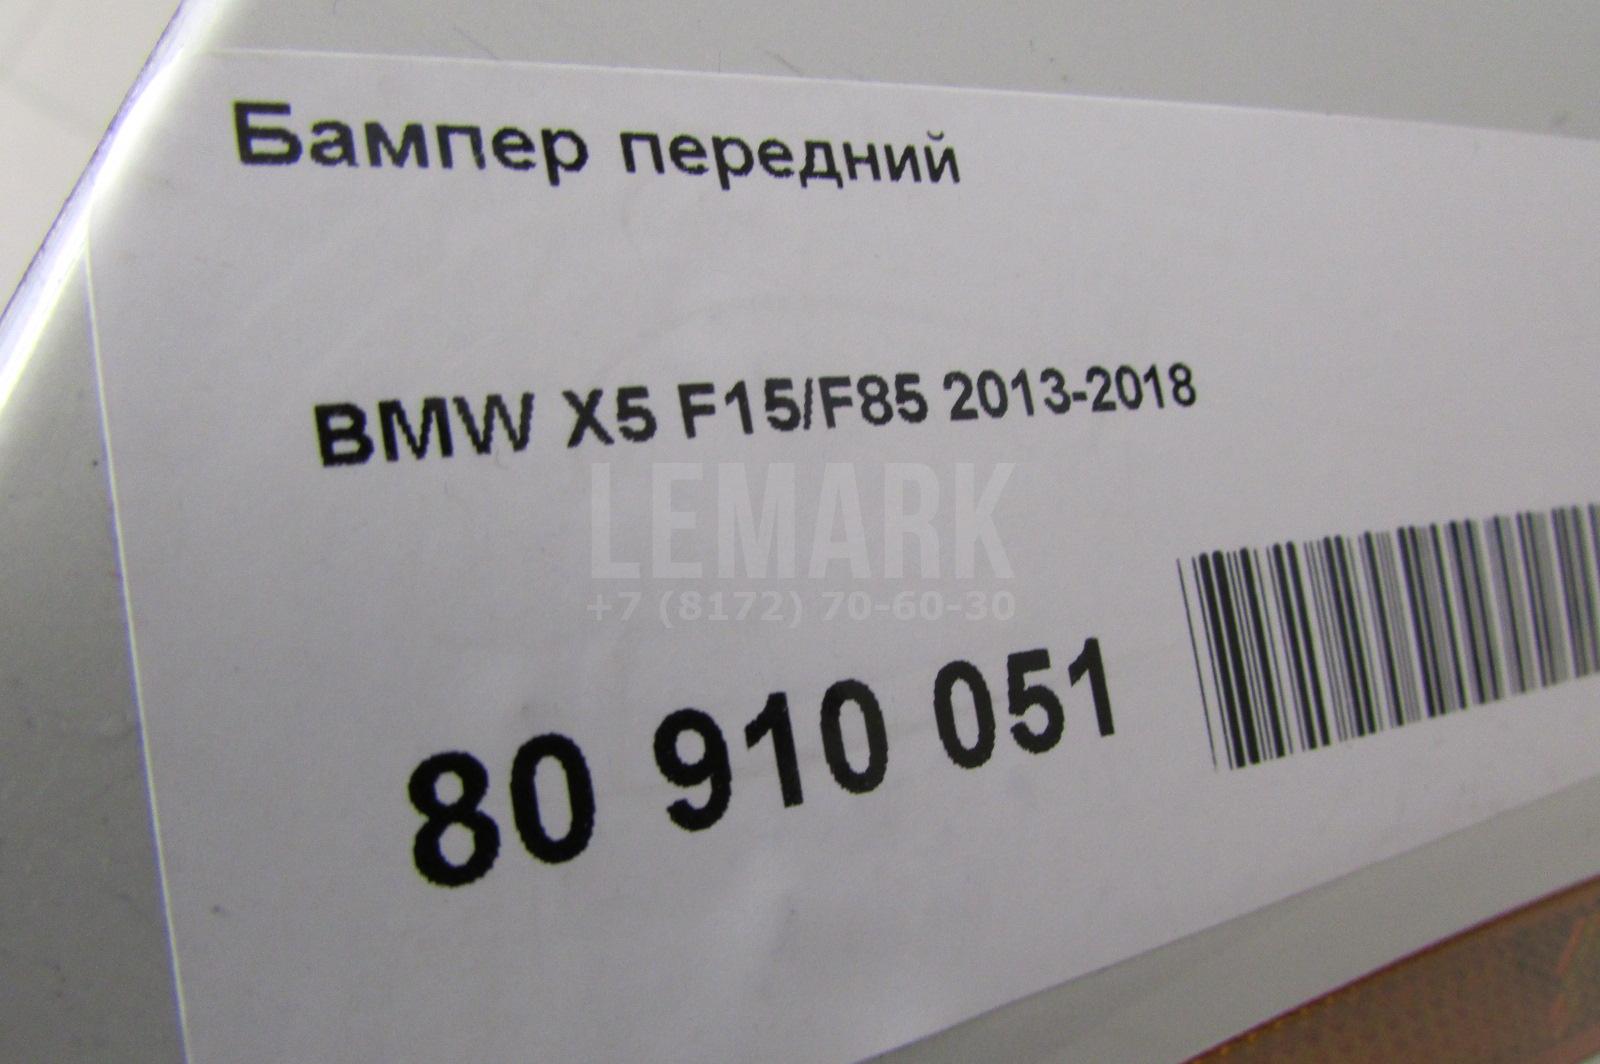 Бампер передний
BMW X5 F15/F85 2013-2018
LEMARK
+7 (8172) 70-60-30
80 910 051